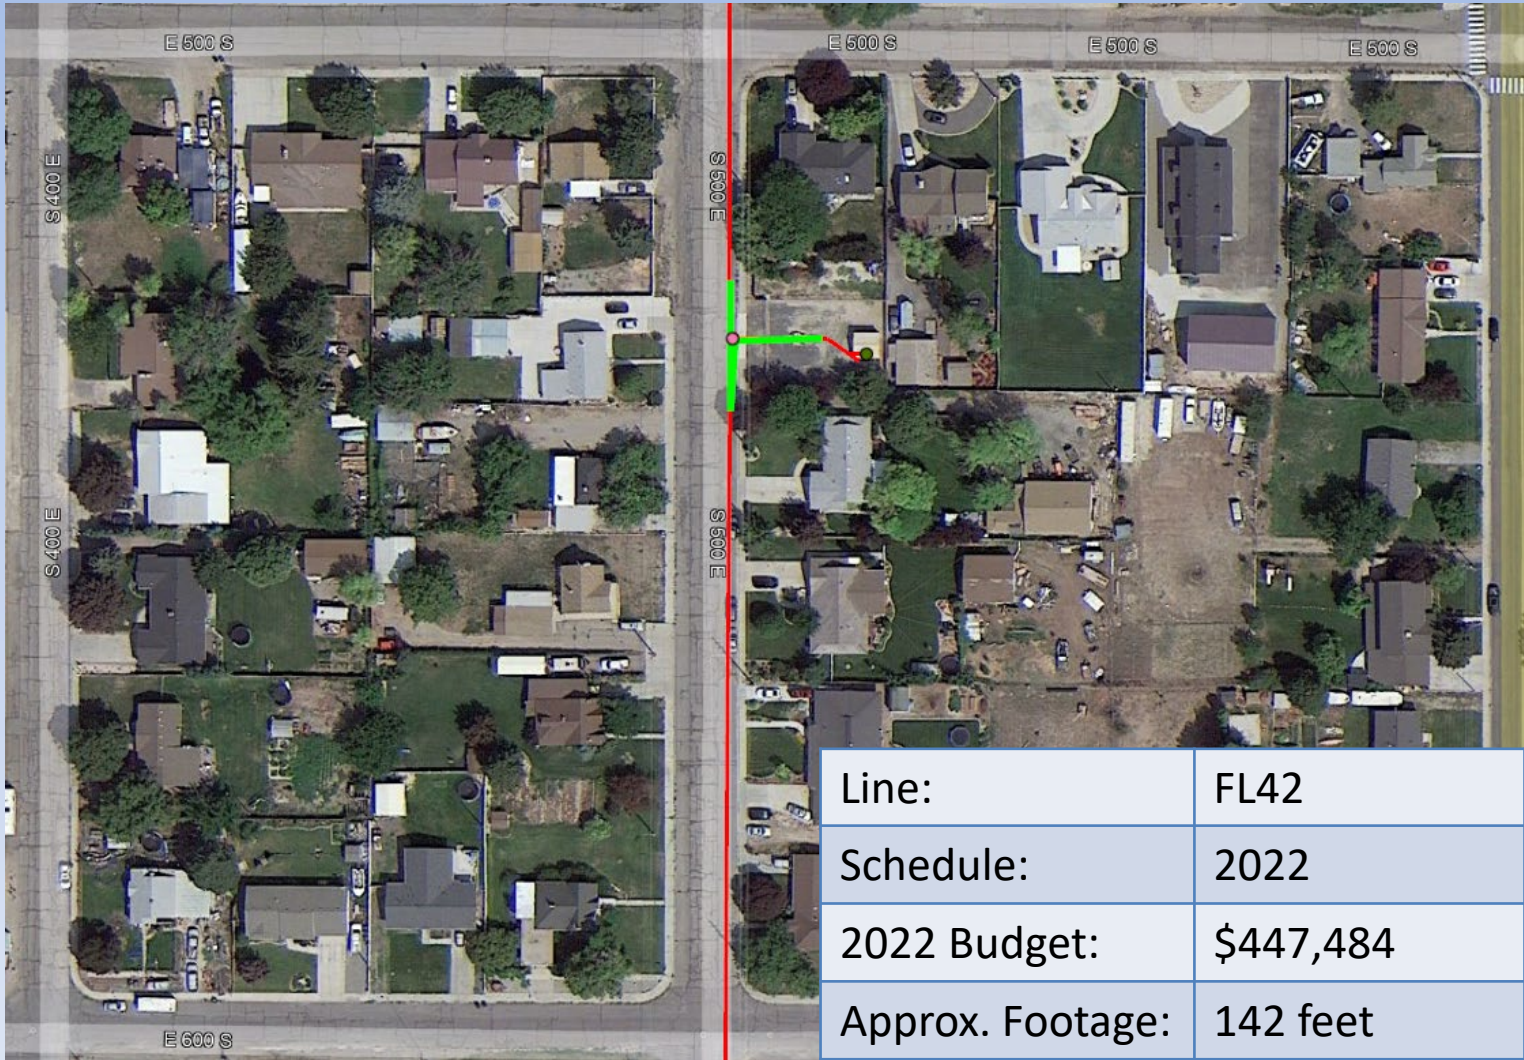 E 500 S
E 500 S
E 500 S
E 500 S
S 400 E
S 500 E
S 400 E
S 500 E
Line: FL42
Schedule: 2022
2022 Budget: $447,484
Approx. Footage: 142 feet
E 600 S